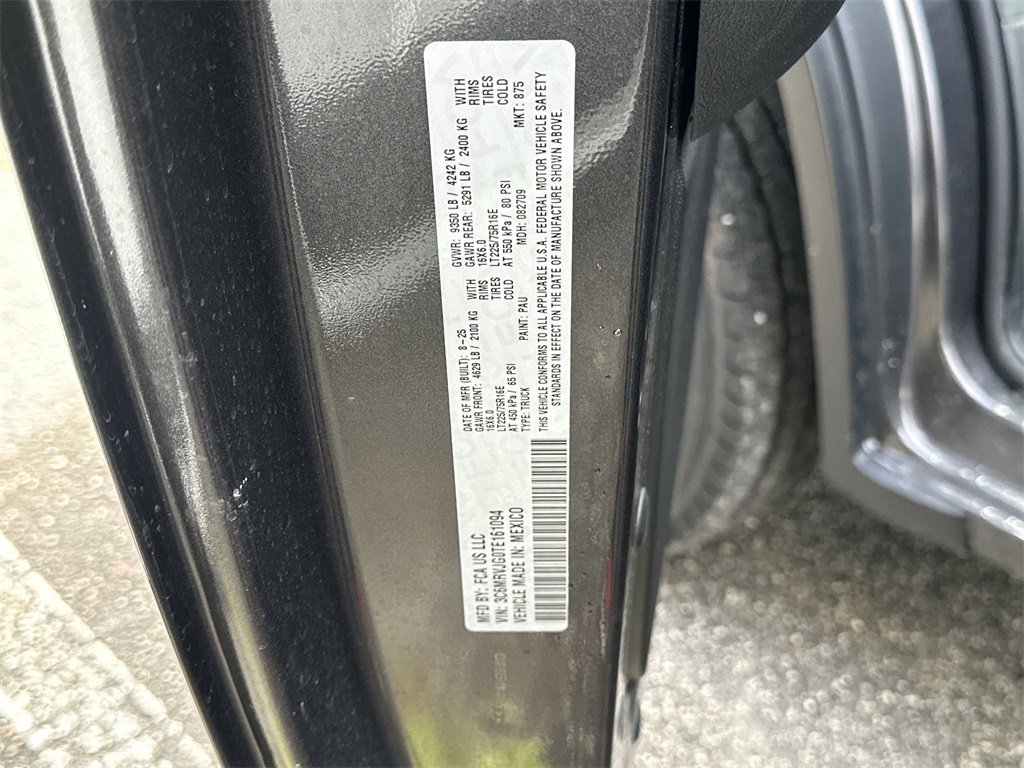 MFD BY: FCA US LLC
DATE OF MFR (BUILT): 8-25 GVWR: 9350 LB / 4242 KG
GAWR FRONT: 4629 LB / 2100 KG WITH GAWR REAR: 5291 LB / 2400 KG WITH
16X6.0 RIMS 16X6.0 RIMS
LT225/75R16E TIRES LT225/75R16E TIRES
AT 450 kPa / 65 PSI COLD AT 550 kPa / 80 PSI COLD
VIN: 3C6MRVJG0TE161094
VEHICLE MADE IN: MEXICO
TYPE: TRUCK PAINT: PAU MDH: 082709 MKT: 875
THIS VEHICLE CONFORMS TO ALL APPLICABLE U.S.A. FEDERAL MOTOR VEHICLE SAFETY
STANDARDS IN EFFECT ON THE DATE OF MANUFACTURE SHOWN ABOVE.